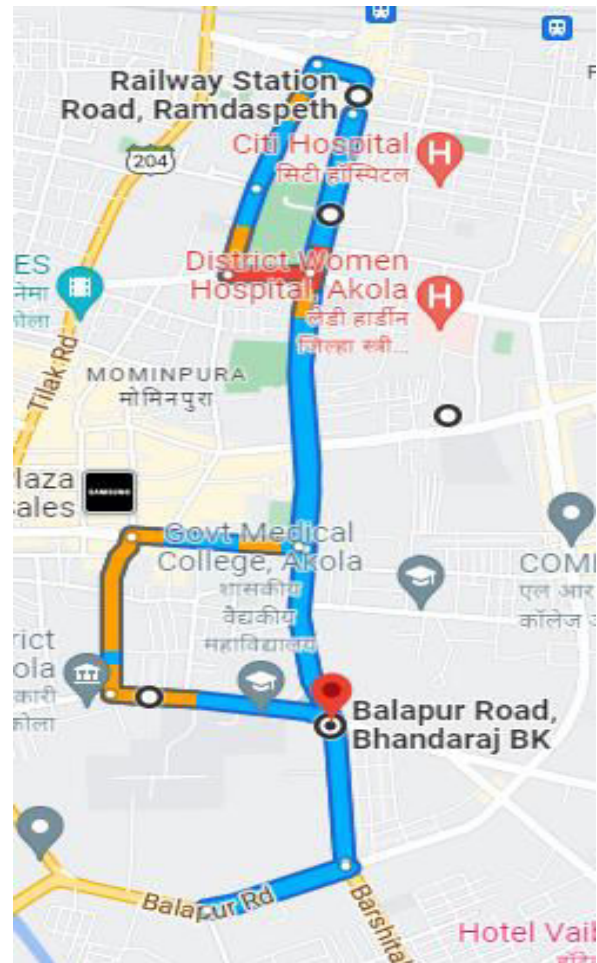 Railway Station
Road, Ramdaspeth
204
Citi Hospital
सिटी हॉस्पिटल
H
ES
नेमा
District Women
Hospital, Akola
लेडी हार्डीन
जिल्हा स्त्री...
H
MOMINPURA
मोमिनपुरा
Tilak Rd
laza
ales
SAMSUNG
Govt Medical
College, Akola
शासकीय
वैद्यकीय
महाविद्यालय
COM
एल आर
कॉलेज
rict
ola
कारी
कोला
Balapur Road,
Bhandaraj BK
Balapur Rd
Barshital
Hotel Vaib